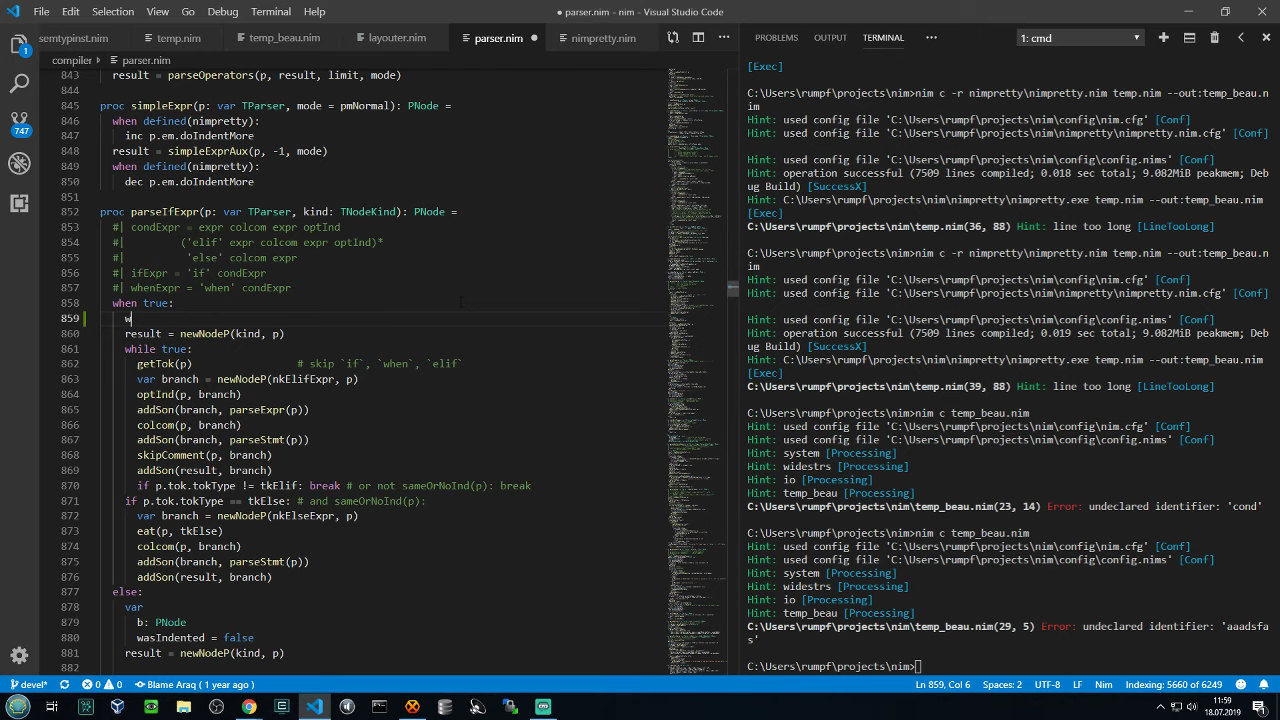 File Edit Selection View Go Debug Terminal Help
● parser.nim - nim - Visual Studio Code
semtypinst.nim temp.nim temp_beau.nim layouter.nim parser.nim nimpretty.nim
compiler > parser.nim
843 result = parseOperators(p, result, limit, mode)
844
845 proc simpleExpr(p: var TParser, mode = pmNormal): PNode =
846 when defined(nimpretty):
847 inc p.em.doIndentMore
848 result = simpleExprAux(p, -1, mode)
849 when defined(nimpretty):
850 dec p.em.doIndentMore
851
852 proc parseIfExpr(p: var TParser, kind: TNodeKind): PNode =
853 #| condExpr = expr colcom expr optInd
854 #| ('elif' expr colcom expr optInd)*
855 #| 'else' colcom expr
856 #| ifExpr = 'if' condExpr
857 #| whenExpr = 'when' condExpr
858 when true:
859
860 result = newNodeP(kind, p)
861 while true:
862 getTok(p) # skip `if`, `when`, `elif`
863 var branch = newNodeP(nkElifExpr, p)
864 optInd(p, branch)
865 addSon(branch, parseExpr(p))
866 colcom(p, branch)
867 addSon(branch, parseStmt(p))
868 skipComment(p, branch)
869 addSon(result, branch)
870 if p.tok.tokType != tkElif: break # or not sameOrNoInd(p): break
871 if p.tok.tokType == tkElse: # and sameOrNoInd(p):
872 var branch = newNodeP(nkElseExpr, p)
873 eat(p, tkElse)
874 colcom(p, branch)
875 addSon(branch, parseStmt(p))
876 addSon(result, branch)
877 else:
878 var
879 b: PNode
880 wasIndented = false
881 result = newNodeP(kind, p)
PROBLEMS OUTPUT TERMINAL ••• 1: cmd
[Exec]
C:\Users\rumpf\projects\nim>nim c -r nimpretty/nimpretty.nim temp.nim --out:temp_beau.n
im
Hint: used config file 'C:\Users\rumpf\projects\nim\config\nim.cfg' [Conf]
Hint: used config file 'C:\Users\rumpf\projects\nim\nimpretty\nimpretty.nim.cfg' [Conf]
Hint: used config file 'C:\Users\rumpf\projects\nim\config\config.nims' [Conf]
Hint: operation successful (7509 lines compiled; 0.018 sec total; 9.082MiB peakmem; Deb
ug Build) [SuccessX]
Hint: C:\Users\rumpf\projects\nim\nimpretty\nimpretty.exe temp.nim --out:temp_beau.nim
[Exec]
C:\Users\rumpf\projects\nim\temp.nim(36, 88) Hint: line too long [LineTooLong]
C:\Users\rumpf\projects\nim>nim c -r nimpretty/nimpretty.nim temp.nim --out:temp_beau.n
im
Hint: used config file 'C:\Users\rumpf\projects\nim\config\nim.cfg' [Conf]
Hint: used config file 'C:\Users\rumpf\projects\nim\nimpretty\nimpretty.nim.cfg' [Conf]
Hint: used config file 'C:\Users\rumpf\projects\nim\config\config.nims' [Conf]
Hint: operation successful (7509 lines compiled; 0.019 sec total; 9.082MiB peakmem; Deb
ug Build) [SuccessX]
Hint: C:\Users\rumpf\projects\nim\nimpretty\nimpretty.exe temp.nim --out:temp_beau.nim
[Exec]
C:\Users\rumpf\projects\nim\temp.nim(39, 88) Hint: line too long [LineTooLong]
C:\Users\rumpf\projects\nim>nim c temp_beau.nim
Hint: used config file 'C:\Users\rumpf\projects\nim\config\nim.cfg' [Conf]
Hint: used config file 'C:\Users\rumpf\projects\nim\config\config.nims' [Conf]
Hint: system [Processing]
Hint: widestrs [Processing]
Hint: io [Processing]
Hint: temp_beau [Processing]
C:\Users\rumpf\projects\nim\temp_beau.nim(23, 14) Error: undeclared identifier: 'cond'
C:\Users\rumpf\projects\nim>nim c temp_beau.nim
Hint: used config file 'C:\Users\rumpf\projects\nim\config\nim.cfg' [Conf]
Hint: used config file 'C:\Users\rumpf\projects\nim\config\config.nims' [Conf]
Hint: system [Processing]
Hint: widestrs [Processing]
Hint: io [Processing]
Hint: temp_beau [Processing]
C:\Users\rumpf\projects\nim\temp_beau.nim(29, 5) Error: undeclared identifier: 'aaadsfa
s'
C:\Users\rumpf\projects\nim>
1
747
devel* 0 0 Blame Araq ( 1 year ago ) Ln 859, Col 6 Spaces: 2 UTF-8 LF Nim Indexing: 5660 of 6249 1
11:59
18.07.2019